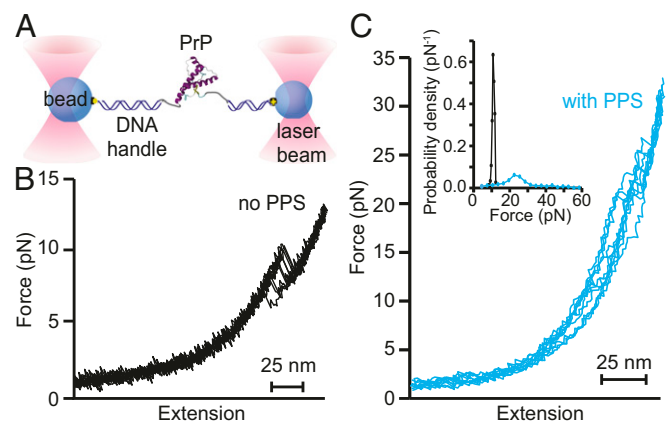 A
PrP
bead
DNA
handle
laser
beam
B
15
10
5
0
Force (pN)
no PPS
25 nm
Extension
C
35
30
25
20
15
10
5
0
Force (pN)
with PPS
Probability density (pN⁻¹)
0.6
0.4
0.2
0.0
0
20
40
60
Force (pN)
25 nm
Extension